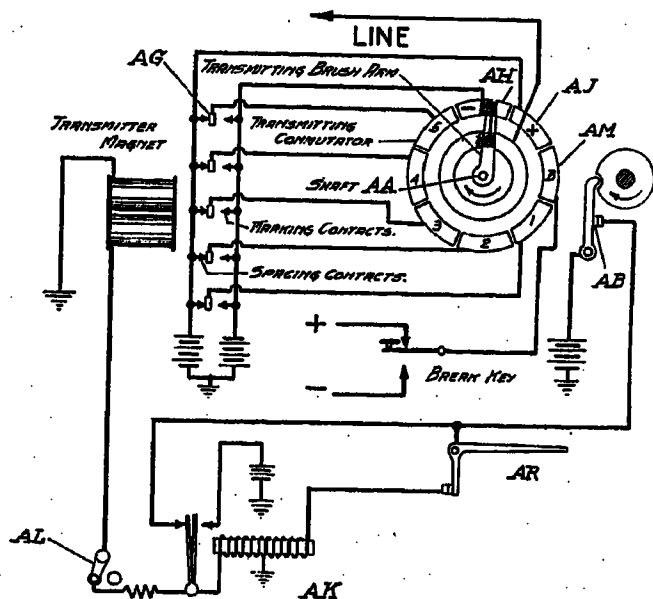 LINE
AG
TRANSMITTING BRUSH ARM
AH
AJ
TRANSMITTER
MAGNET
TRANSMITTING
COMMUTATOR
AM
SHAFT AA
MARKING CONTACTS.
SPACING CONTACTS.
5
X
4
B
3
2
1
AB
+
-
BREAK KEY
AR
AL
AK